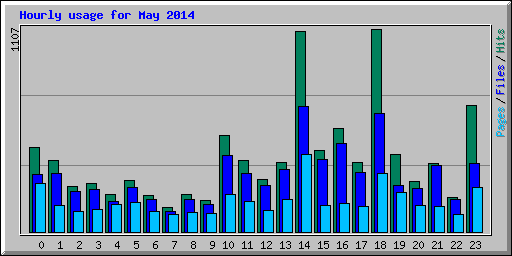 Hourly usage for May 2014
1107
Pages / Files / Hits
0 1 2 3 4 5 6 7 8 9 10 11 12 13 14 15 16 17 18 19 20 21 22 23